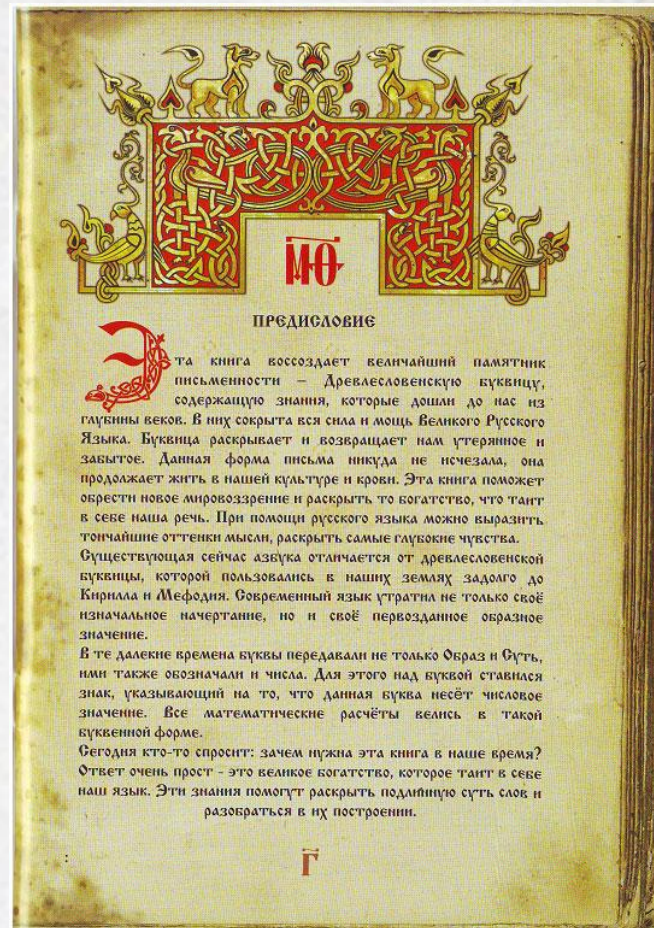 МѲ
ПРЕДИСЛОВИЕ
Эта книга воссоздает величайший памятник
письменности – Древлесловенскую буквицу,
содержащую знания, которые дошли до нас из
глубины веков. В них сокрыта вся сила и мощь Великого Русского
Языка. Буквица раскрывает и возвращает нам утерянное и
забытое. Данная форма письма никуда не исчезала, она
продолжает жить в нашей культуре и крови. Эта книга поможет
обрести новое мировоззрение и раскрыть то богатство, что таит
в себе наша речь. При помощи русского языка можно выразить
тончайшие оттенки мысли, раскрыть самые глубокие чувства.
Существующая сейчас азбука отличается от древлесловенской
буквицы, которой пользовались в наших землях задолго до
Кирилла и Мефодия. Современный язык утратил не только своё
изначальное начертание, но и своё первозданное образное
значение.
В те далекие времена буквы передавали не только Образ и Суть,
ими также обозначали и числа. Для этого над буквой ставился
знак, указывающий на то, что данная буква несёт числовое
значение. Все математические расчёты велись в такой
буквенной форме.
Сегодня кто-то спросит: зачем нужна эта книга в наше время?
Ответ очень прост - это великое богатство, которое таит в себе
наш язык. Эти знания помогут раскрыть подлинную суть слов и
разобраться в их построении.
Г҃